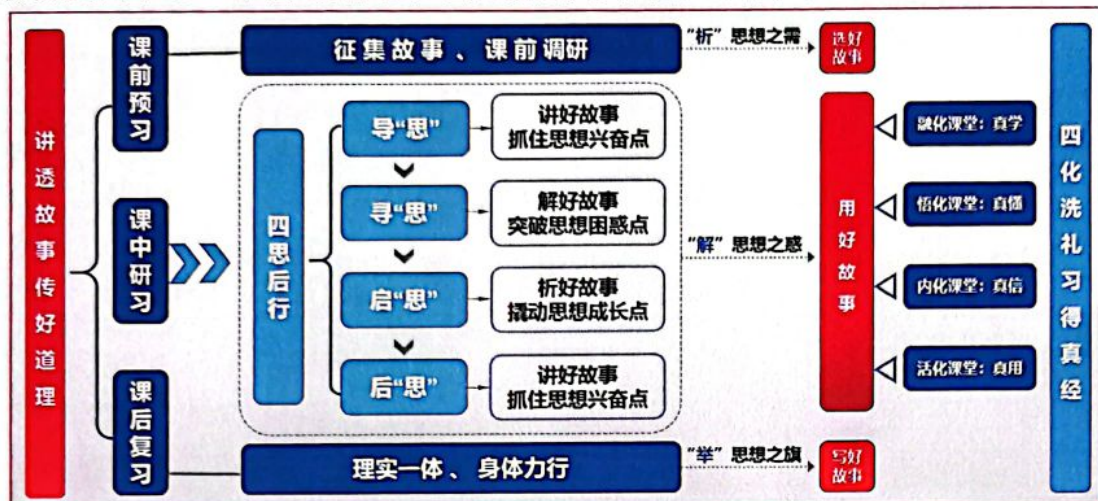 讲透故事传好道理
课前预习
征集故事、课前调研
“析”思想之需
选好
故事
课中研习
四思后行
导“思”
讲好故事
抓住思想兴奋点
寻“思”
解好故事
突破思想困惑点
启“思”
析好故事
撬动思想成长点
后“思”
讲好故事
抓住思想兴奋点
“解”思想之惑
用好故事
融化课堂：真学
悟化课堂：真懂
内化课堂：真信
活化课堂：真用
四化洗礼习得真经
课后复习
理实一体、身体力行
“举”思想之旗
写好
故事